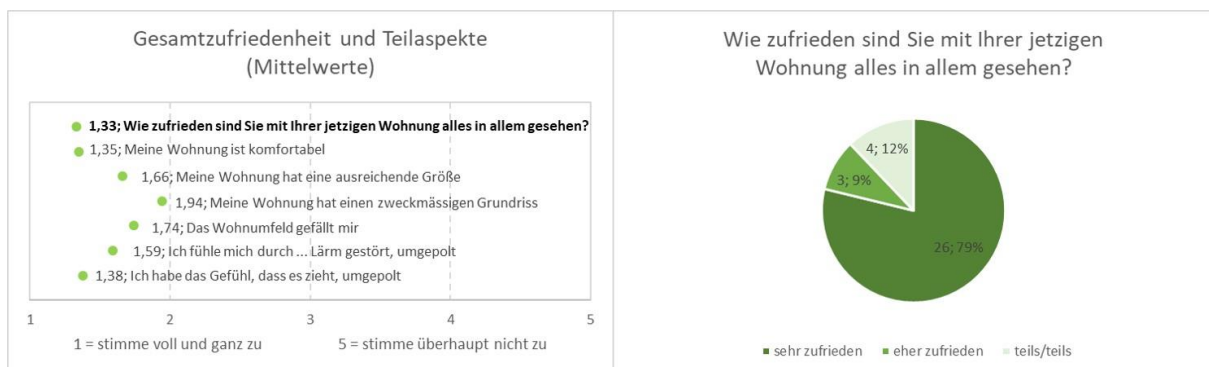 Gesamtzufriedenheit und Teilaspekte
(Mittelwerte)
1,33; Wie zufrieden sind Sie mit Ihrer jetzigen Wohnung alles in allem gesehen?
1,35; Meine Wohnung ist komfortabel
1,66; Meine Wohnung hat eine ausreichende Größe
1,94; Meine Wohnung hat einen zweckmässigen Grundriss
1,74; Das Wohnumfeld gefällt mir
1,59; Ich fühle mich durch ... Lärm gestört, umgepolt
1,38; Ich habe das Gefühl, dass es zieht, umgepolt
1 2 3 4 5
1 = stimme voll und ganz zu 5 = stimme überhaupt nicht zu
Wie zufrieden sind Sie mit Ihrer jetzigen
Wohnung alles in allem gesehen?
4; 12%
3; 9%
26; 79%
sehr zufrieden eher zufrieden teils/teils